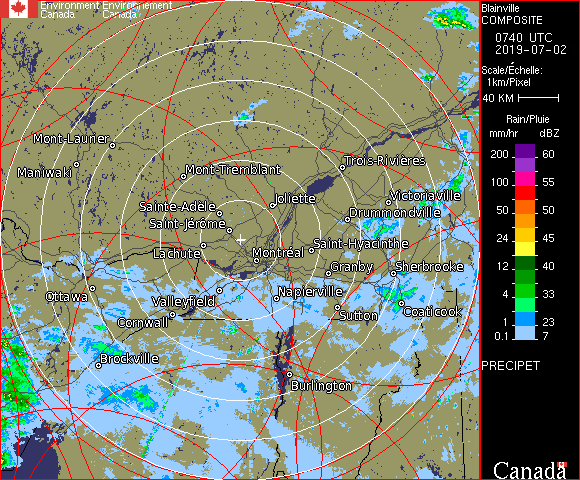 Environment Environnement
Canada Canada
Blainville
COMPOSITE
0740 UTC
2019-07-02
Scale/Échelle:
1km/Pixel
40 KM
Rain/Pluie
mm/hr dBZ
200 60
100 55
50 50
24 45
12 40
4 33
1 23
0.1 7
PRECIPET
Canada
Mont-Laurier
Maniwaki
Mont-Tremblant
Trois-Rivières
Joliette
Victoriaville
Sainte-Adele
Drummondville
Saint-Jérôme
Lachute
Montréal
Saint-Hyacinthe
Granby
Sherbrooke
Ottawa
Valleyfield
Napierville
Cornwall
Sutton
Coaticook
Brockville
Burlington